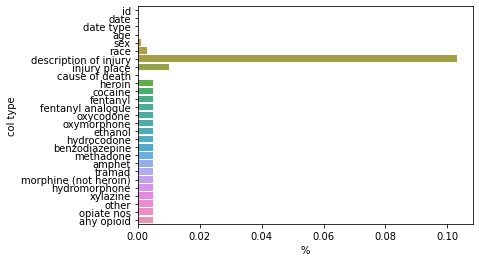 id
date
date type
age
sex
race
description of injury
injury place
cause of death
heroin
cocaine
fentanyl
fentanyl analogue
oxycodone
oxymorphone
ethanol
hydrocodone
benzodiazepine
methadone
amphet
tramad
morphine (not heroin)
hydromorphone
xylazine
other
opiate nos
any opioid
col type
0.00 0.02 0.04 0.06 0.08 0.10
%